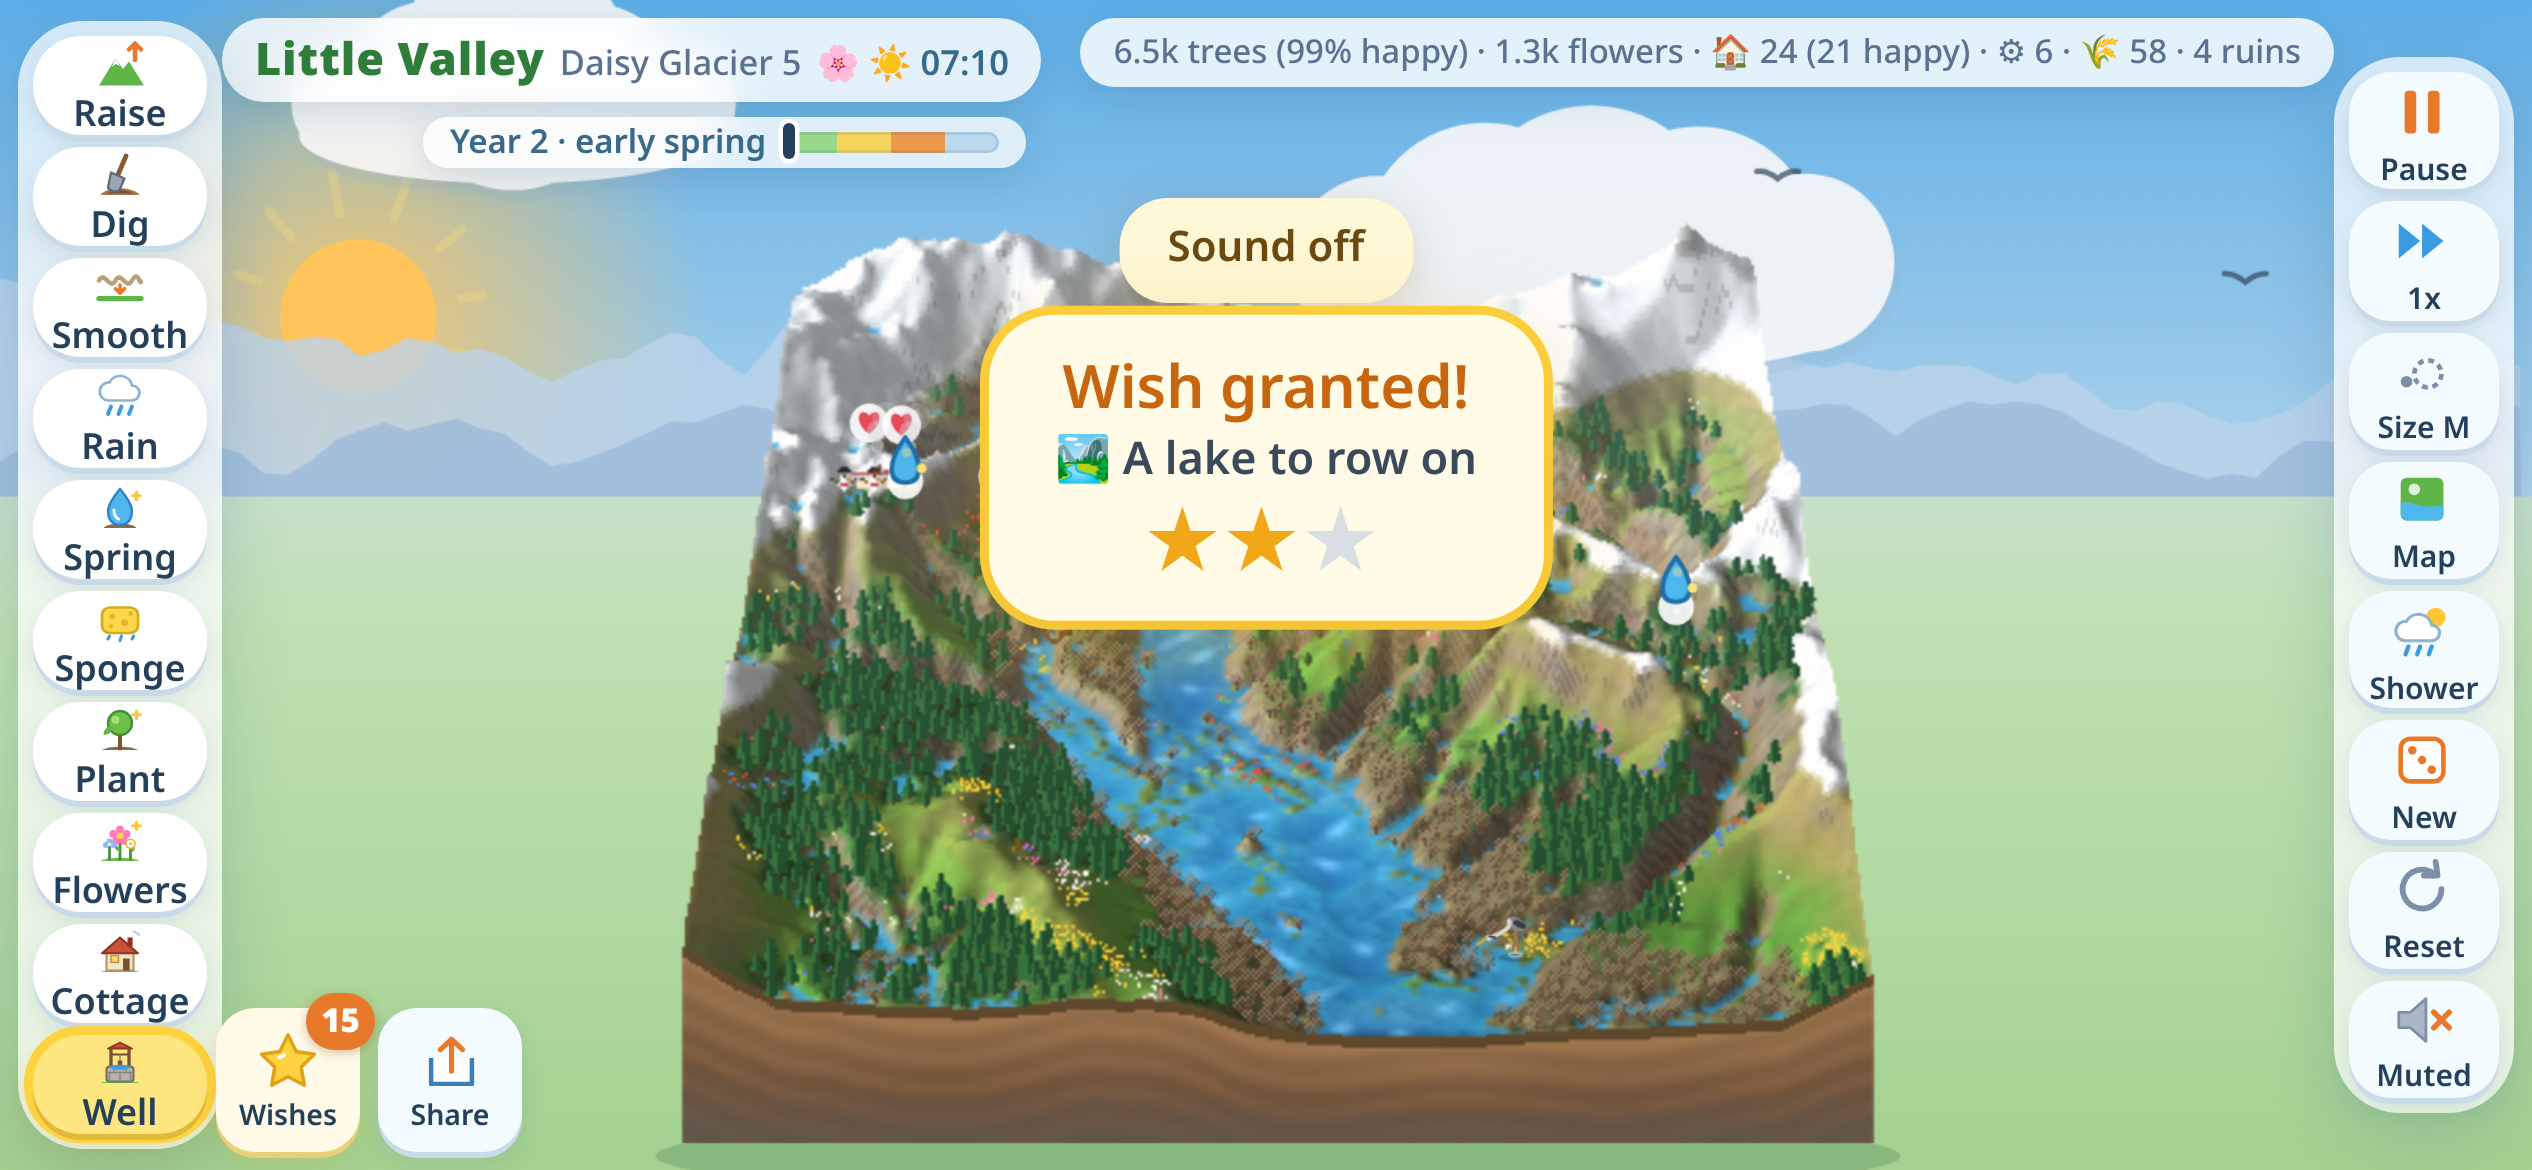 Raise
Dig
Smooth
Rain
Spring
Sponge
Plant
Flowers
Cottage
Well
Little Valley Daisy Glacier 5 07:10
Year 2 · early spring
6.5k trees (99% happy) · 1.3k flowers · 24 (21 happy) · 6 · 58 · 4 ruins
Sound off
Wish granted!
A lake to row on
15
Wishes
Share
Pause
1x
Size M
Map
Shower
New
Reset
Muted